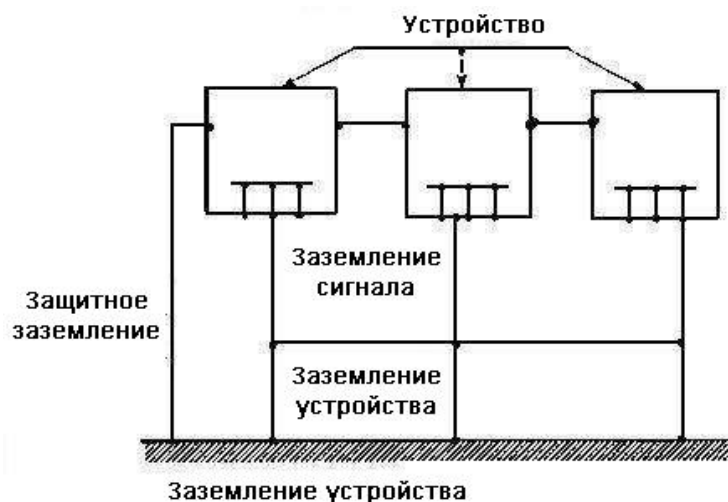 Устройство
Заземление
сигнала
Защитное
заземление
Заземление
устройства
Заземление устройства